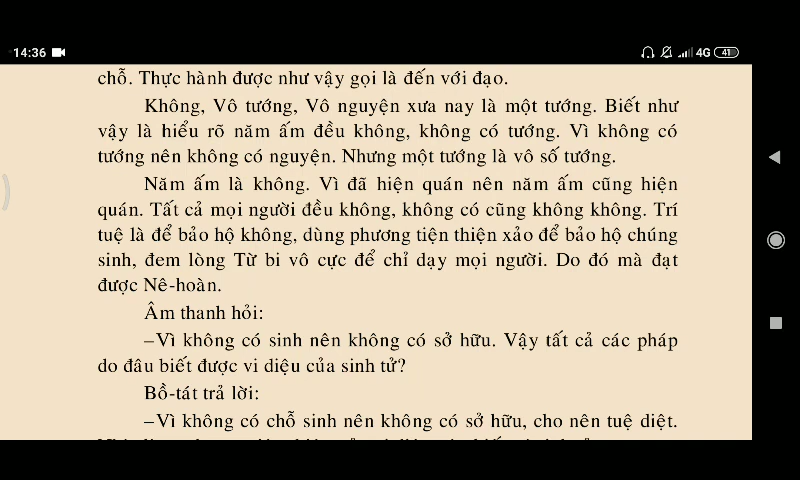 14:36
4G
41
chỗ. Thực hành được như vậy gọi là đến với đạo.
Không, Vô tướng, Vô nguyện xưa nay là một tướng. Biết như
vậy là hiểu rõ năm ấm đều không, không có tướng. Vì không có
tướng nên không có nguyện. Nhưng một tướng là vô số tướng.
Năm ấm là không. Vì đã hiện quán nên năm ấm cũng hiện
quán. Tất cả mọi người đều không, không có cũng không không. Trí
tuệ là để bảo hộ không, dùng phương tiện thiện xảo để bảo hộ chúng
sinh, đem lòng Từ bi vô cực để chỉ dạy mọi người. Do đó mà đạt
được Nê-hoàn.
Âm thanh hỏi:
–Vì không có sinh nên không có sở hữu. Vậy tất cả các pháp
do đâu biết được vi diệu của sinh tử?
Bồ-tát trả lời:
–Vì không có chỗ sinh nên không có sở hữu, cho nên tuệ diệt.